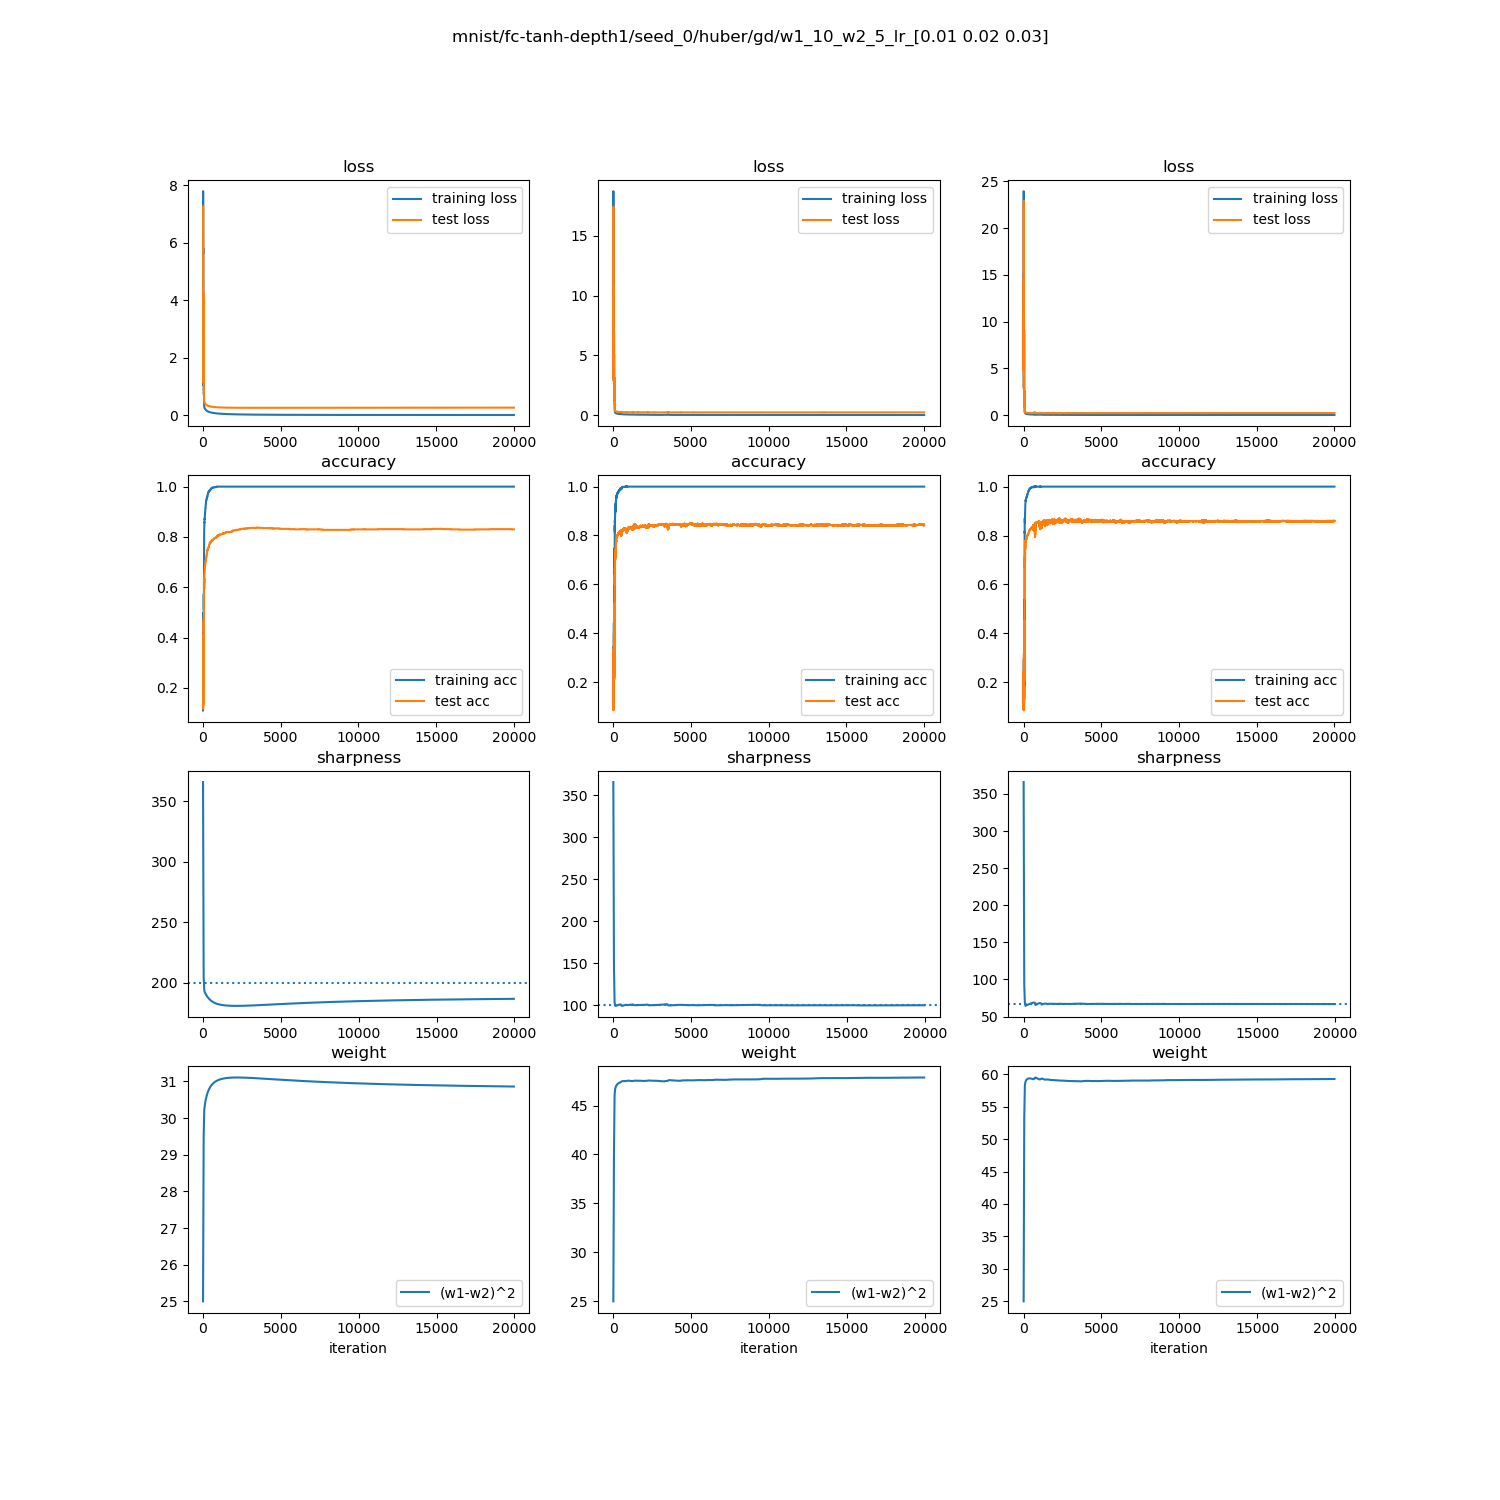 mnist/fc-tanh-depth1/seed_0/huber/gd/w1_10_w2_5_lr_[0.01 0.02 0.03]
loss
loss
loss
8
6
4
2
0
training loss
test loss
0 5000 10000 15000 20000
15
10
5
0
training loss
test loss
0 5000 10000 15000 20000
25
20
15
10
5
0
training loss
test loss
0 5000 10000 15000 20000
accuracy
accuracy
accuracy
1.0
0.8
0.6
0.4
0.2
training acc
test acc
0 5000 10000 15000 20000
1.0
0.8
0.6
0.4
0.2
training acc
test acc
0 5000 10000 15000 20000
1.0
0.8
0.6
0.4
0.2
training acc
test acc
0 5000 10000 15000 20000
sharpness
sharpness
sharpness
350
300
250
200
0 5000 10000 15000 20000
350
300
250
200
150
100
0 5000 10000 15000 20000
350
300
250
200
150
100
50
0 5000 10000 15000 20000
weight
weight
weight
31
30
29
28
27
26
25
(w1-w2)^2
0 5000 10000 15000 20000
iteration
45
40
35
30
25
(w1-w2)^2
0 5000 10000 15000 20000
iteration
60
55
50
45
40
35
30
25
(w1-w2)^2
0 5000 10000 15000 20000
iteration